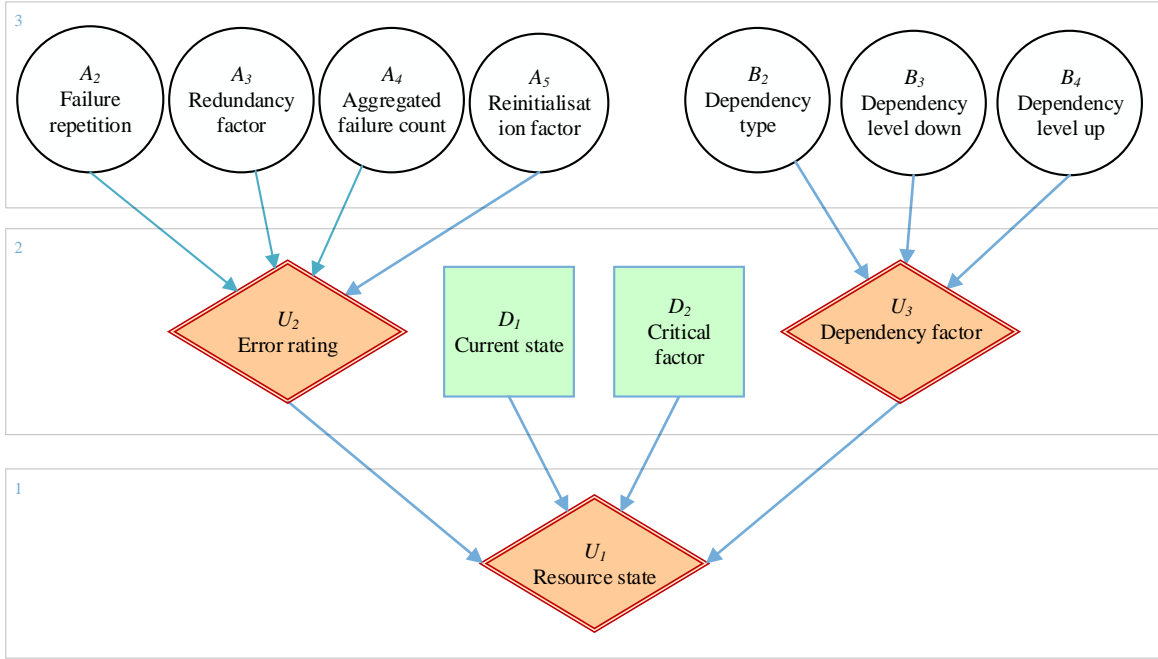 3
A2
Failure
repetition
A3
Redundancy
factor
A4
Aggregated
failure count
A5
Reinitialisat
ion factor
B2
Dependency
type
B3
Dependency
level down
B4
Dependency
level up
2
U2
Error rating
D1
Current state
D2
Critical
factor
U3
Dependency factor
1
U1
Resource state